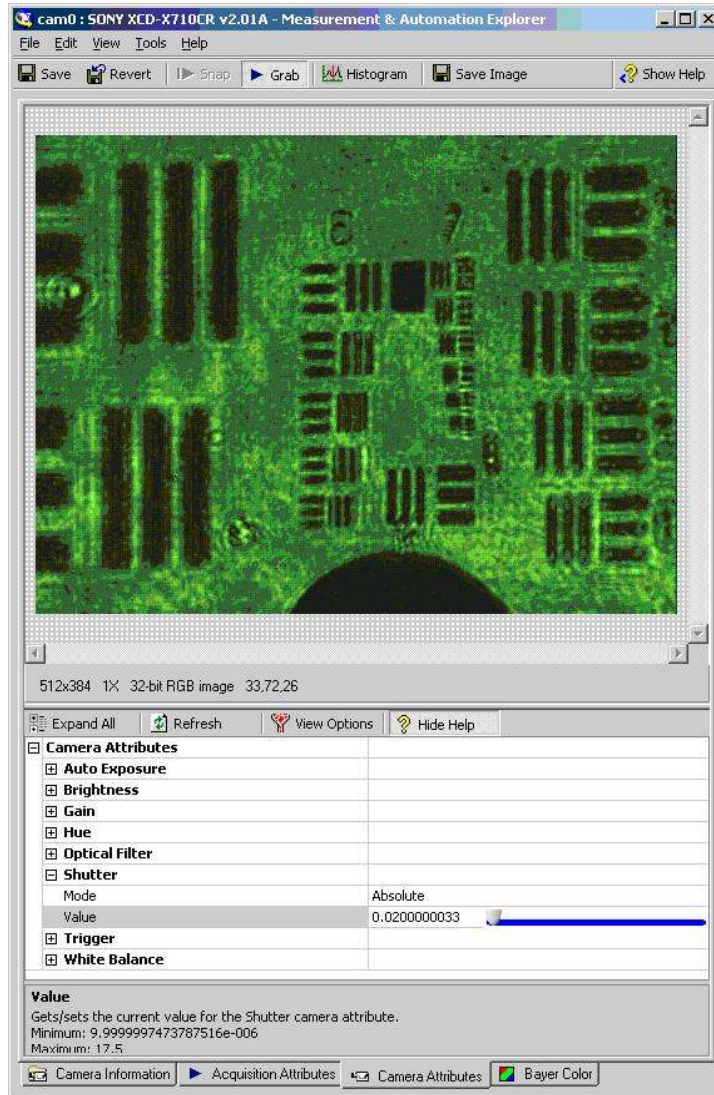 cam0 : SONY XCD-X710CR v2.01A - Measurement & Automation Explorer
File Edit View Tools Help
Save Revert Snap Grab Histogram Save Image Show Help
6 7
512x384 1X 32-bit RGB image 33,72,26
Expand All Refresh View Options Hide Help
Camera Attributes
Auto Exposure
Brightness
Gain
Hue
Optical Filter
Shutter
Mode Absolute
Value 0.0200000033
Trigger
White Balance
Value
Gets/sets the current value for the Shutter camera attribute.
Minimum: 9.9999997473787516e-006
Maximum: 17.5
Camera Information Acquisition Attributes Camera Attributes Bayer Color